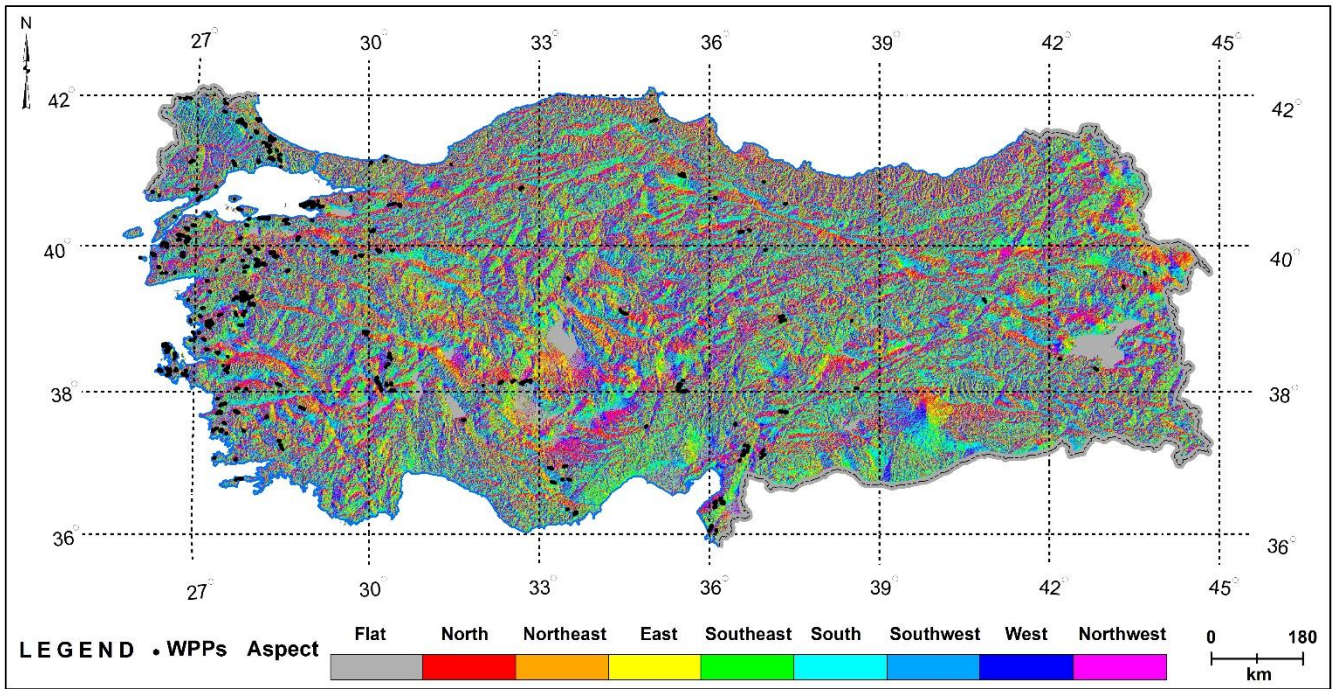 N
27° 30° 33° 36° 39° 42° 45°
42° 42°
40° 40°
38° 38°
36° 36°
27° 30° 33° 36° 39° 42° 45°
Flat North Northeast East Southeast South Southwest West Northwest 0 180
LEGEND • WPPs Aspect
km